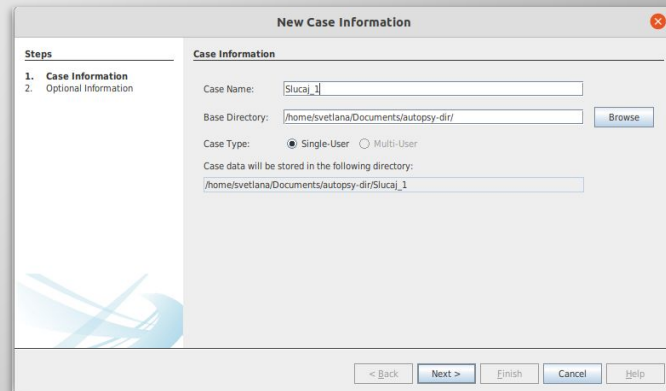 New Case Information
Steps
1. Case Information
2. Optional Information
Case Information
Case Name: Slucaj_1
Base Directory: /home/svetlana/Documents/autopsy-dir/ Browse
Case Type: Single-User Multi-User
Case data will be stored in the following directory:
/home/svetlana/Documents/autopsy-dir/Slucaj_1
< Back Next > Finish Cancel Help